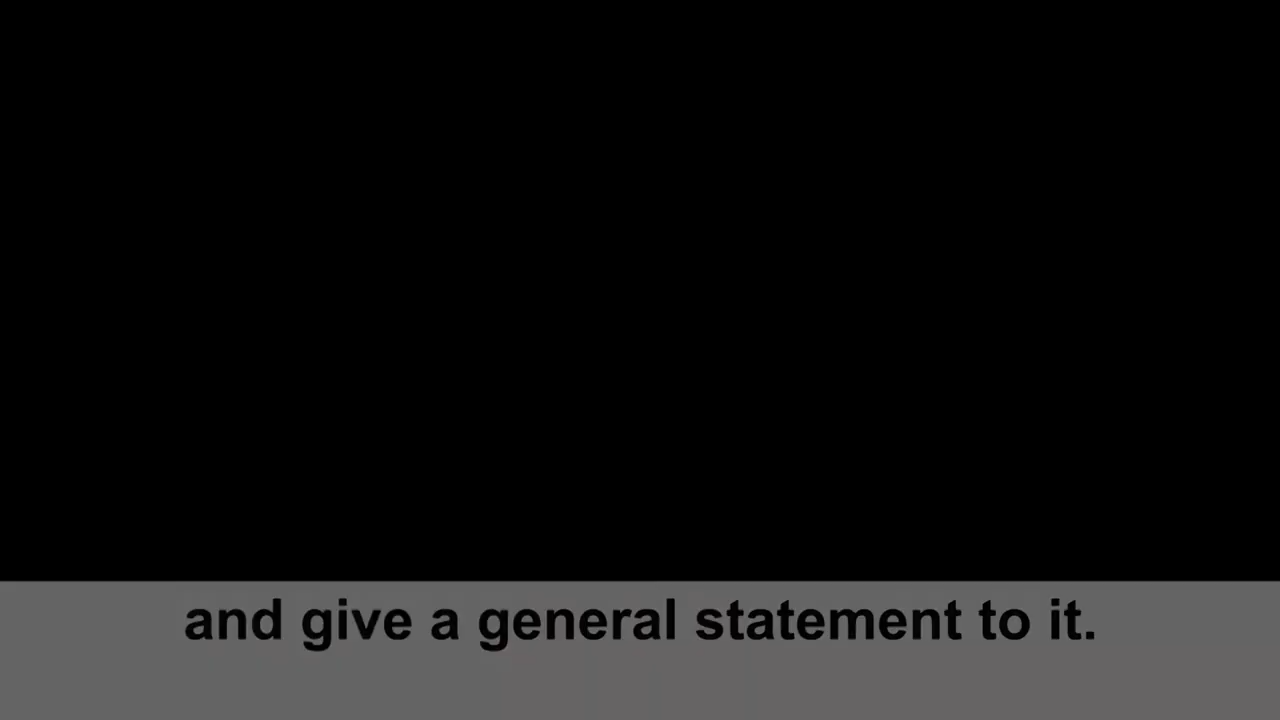 and give a general statement to it.